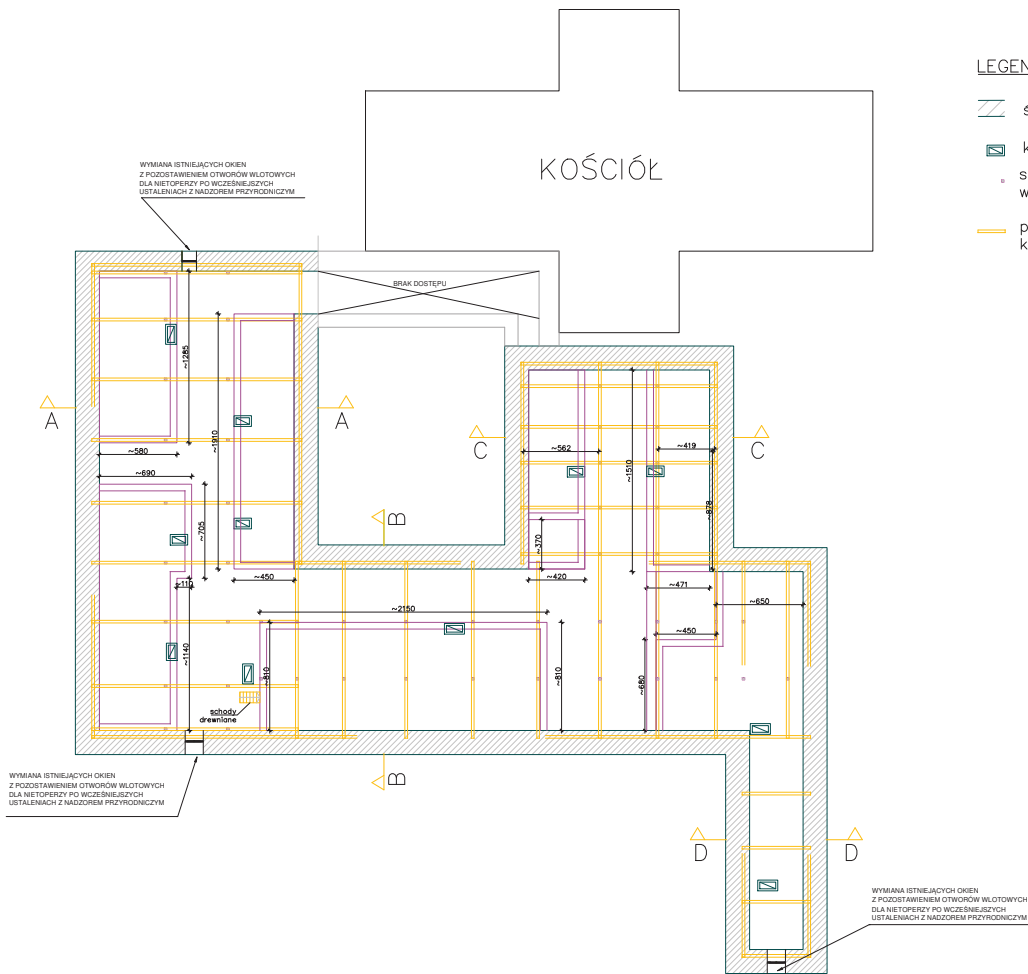 KOŚCIÓŁ
LEGEN
k
s
w
p
k
WYMIANA ISTNIEJĄCYCH OKIEN
Z POZOSTAWIENIEM OTWORÓW WLOTOWYCH
DLA NIETOPERZY PO WCZEŚNIEJSZYCH
USTALENIACH Z NADZOREM PRZYRODNICZYM
BRAK DOSTĘPU
~1285
~1910
A
A
~580
~690
~705
~110
~450
~1140
B
C
C
~562
~419
~1510
~878
~370
~420
~471
~650
~450
~2150
~810
~810
~680
schody
drewniane
B
WYMIANA ISTNIEJĄCYCH OKIEN
Z POZOSTAWIENIEM OTWORÓW WLOTOWYCH
DLA NIETOPERZY PO WCZEŚNIEJSZYCH
USTALENIACH Z NADZOREM PRZYRODNICZYM
D
D
WYMIANA ISTNIEJĄCYCH OKIEN
Z POZOSTAWIENIEM OTWORÓW WLOTOWYCH
DLA NIETOPERZY PO WCZEŚNIEJSZYCH
USTALENIACH Z NADZOREM PRZYRODNICZYM